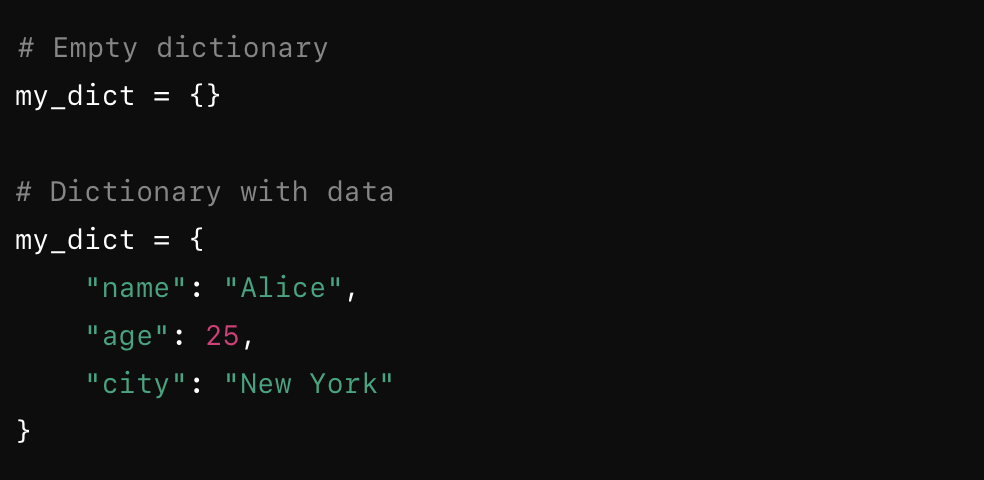 # Empty dictionary
my_dict = {}
# Dictionary with data
my_dict = {
    "name": "Alice",
    "age": 25,
    "city": "New York"
}